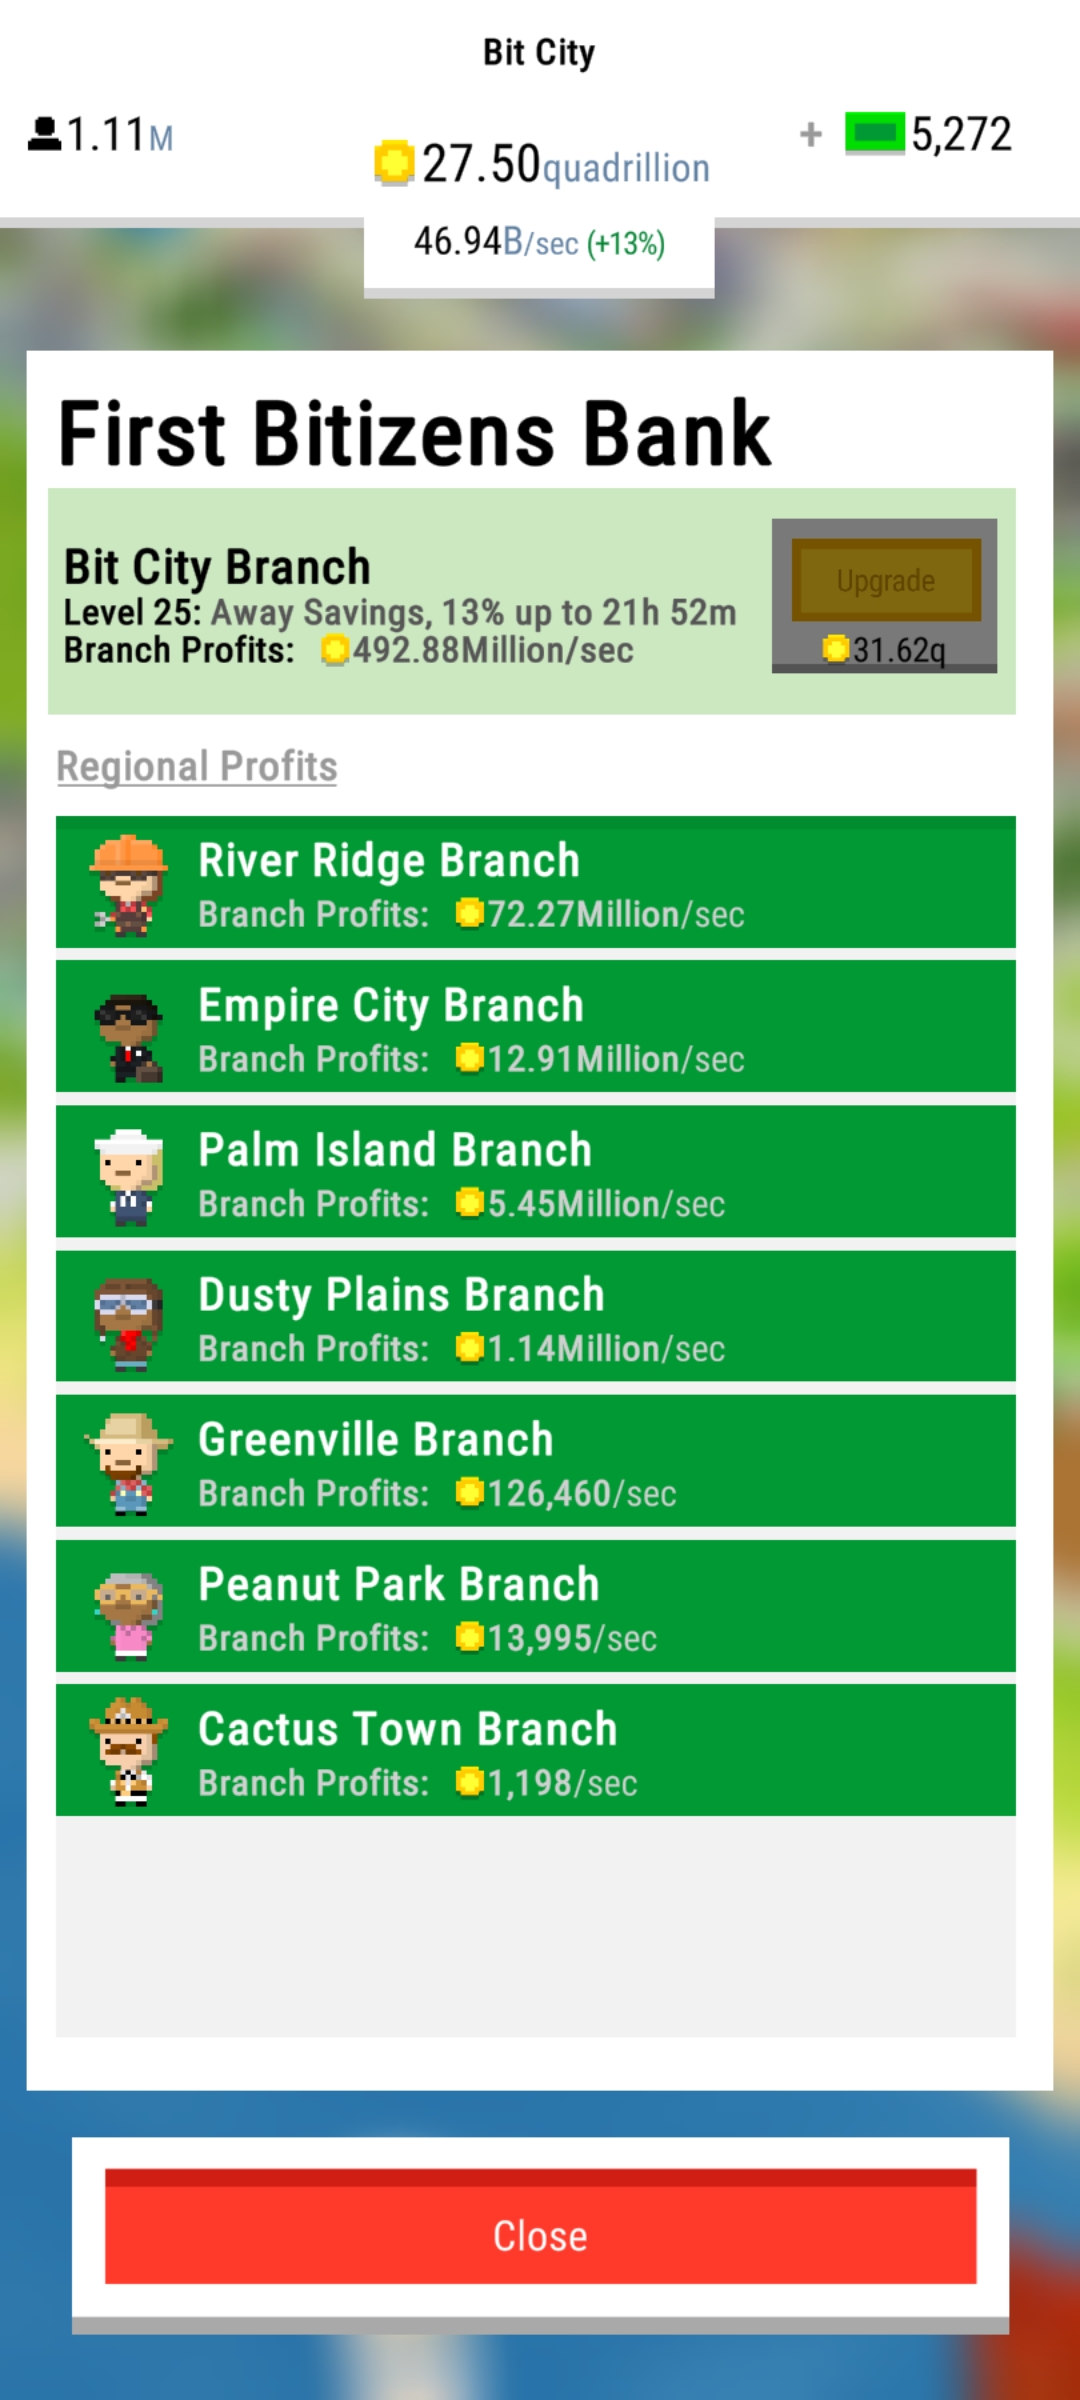 Bit City
1.11M
27.50quadrillion
+ 5,272
46.94B/sec (+13%)
First Bitizens Bank
Bit City Branch
Level 25: Away Savings, 13% up to 21h 52m
Branch Profits: 492.88Million/sec
Upgrade
31.62q
Regional Profits
River Ridge Branch
Branch Profits: 72.27Million/sec
Empire City Branch
Branch Profits: 12.91Million/sec
Palm Island Branch
Branch Profits: 5.45Million/sec
Dusty Plains Branch
Branch Profits: 1.14Million/sec
Greenville Branch
Branch Profits: 126,460/sec
Peanut Park Branch
Branch Profits: 13,995/sec
Cactus Town Branch
Branch Profits: 1,198/sec
Close